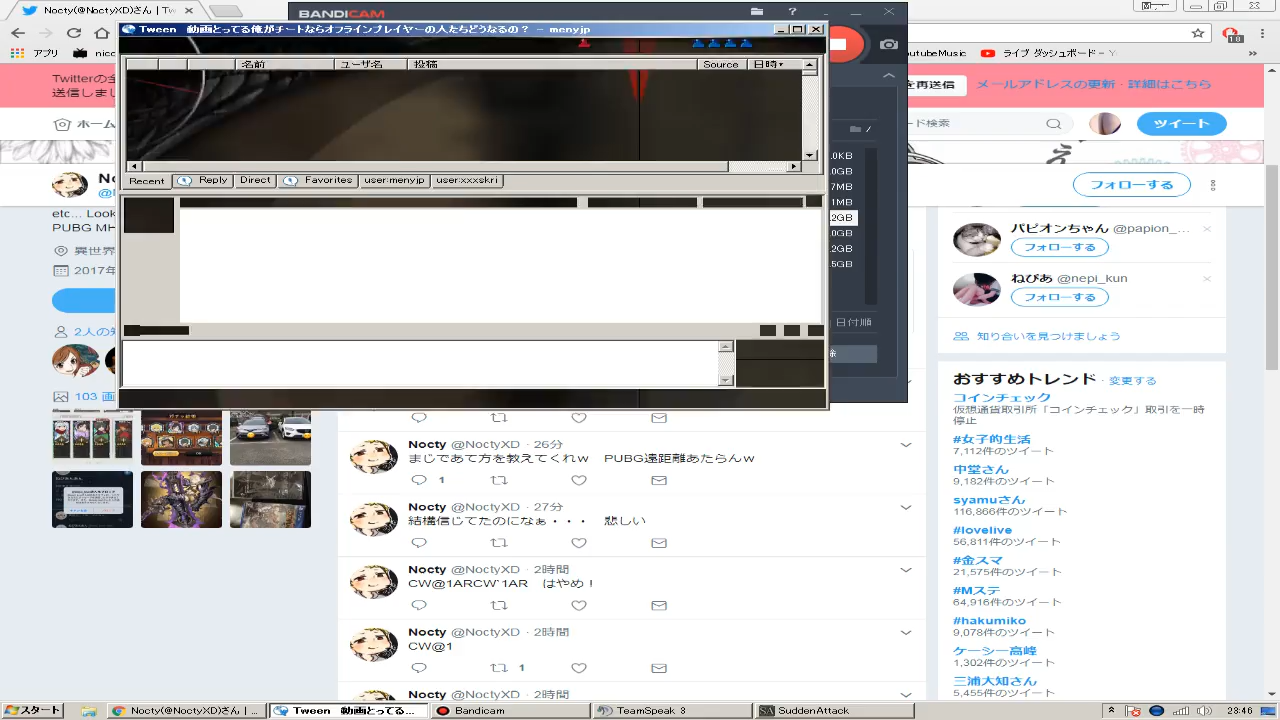 Nocty(@NoctyXD)さん | Tw
BANDICAM
Tween　動画とってる俺がチートならオフラインプレイヤーの人たちどうなるの？ - menyjp
名前
ユーザ名
投稿
Source
日時
Recent
Reply
Direct
Favorites
user:menyjp
user:xxxskri
.0KB
.0GB
.7MB
.1MB
.2GB
.0GB
.2GB
.5GB
日付順
outubeMusic
ライブ ダッシュボード - Y
Twitterの全
送信しまし
を再送信
メールアドレスの更新
·
詳細はこちら
ホーム
ード検索
ツイート
フォローする
etc... Look
PUBG MH
異世界
2017年
2人の知
103 画
パピオンちゃん @papion_...
フォローする
ねぴあ @nepi_kun
フォローする
知り合いを見つけましょう
おすすめトレンド · 変更する
コインチェック
仮想通貨取引所「コインチェック」取引を一時
停止
#女子的生活
7,112件のツイート
中堂さん
9,182件のツイート
syamuさん
116,866件のツイート
#lovelive
56,811件のツイート
#金スマ
21,575件のツイート
#Mステ
64,916件のツイート
#hakumiko
9,078件のツイート
ケーシー高峰
1,302件のツイート
三浦大知さん
5,455件のツイート
Nocty @NoctyXD · 26分
まじであて方を教えてくれw　PUBG遠距離あたらんw
1
Nocty @NoctyXD · 27分
結構信じてたのになぁ・・・　悲しい
Nocty @NoctyXD · 2時間
CW@1ARCW`1AR　はやめ！
Nocty @NoctyXD · 2時間
CW@1
1
Nocty @NoctyXD · 2時間
スタート
Nocty(@NoctyXD)さん | ...
Tween　動画とってる...
Bandicam
TeamSpeak 3
SuddenAttack
23:46